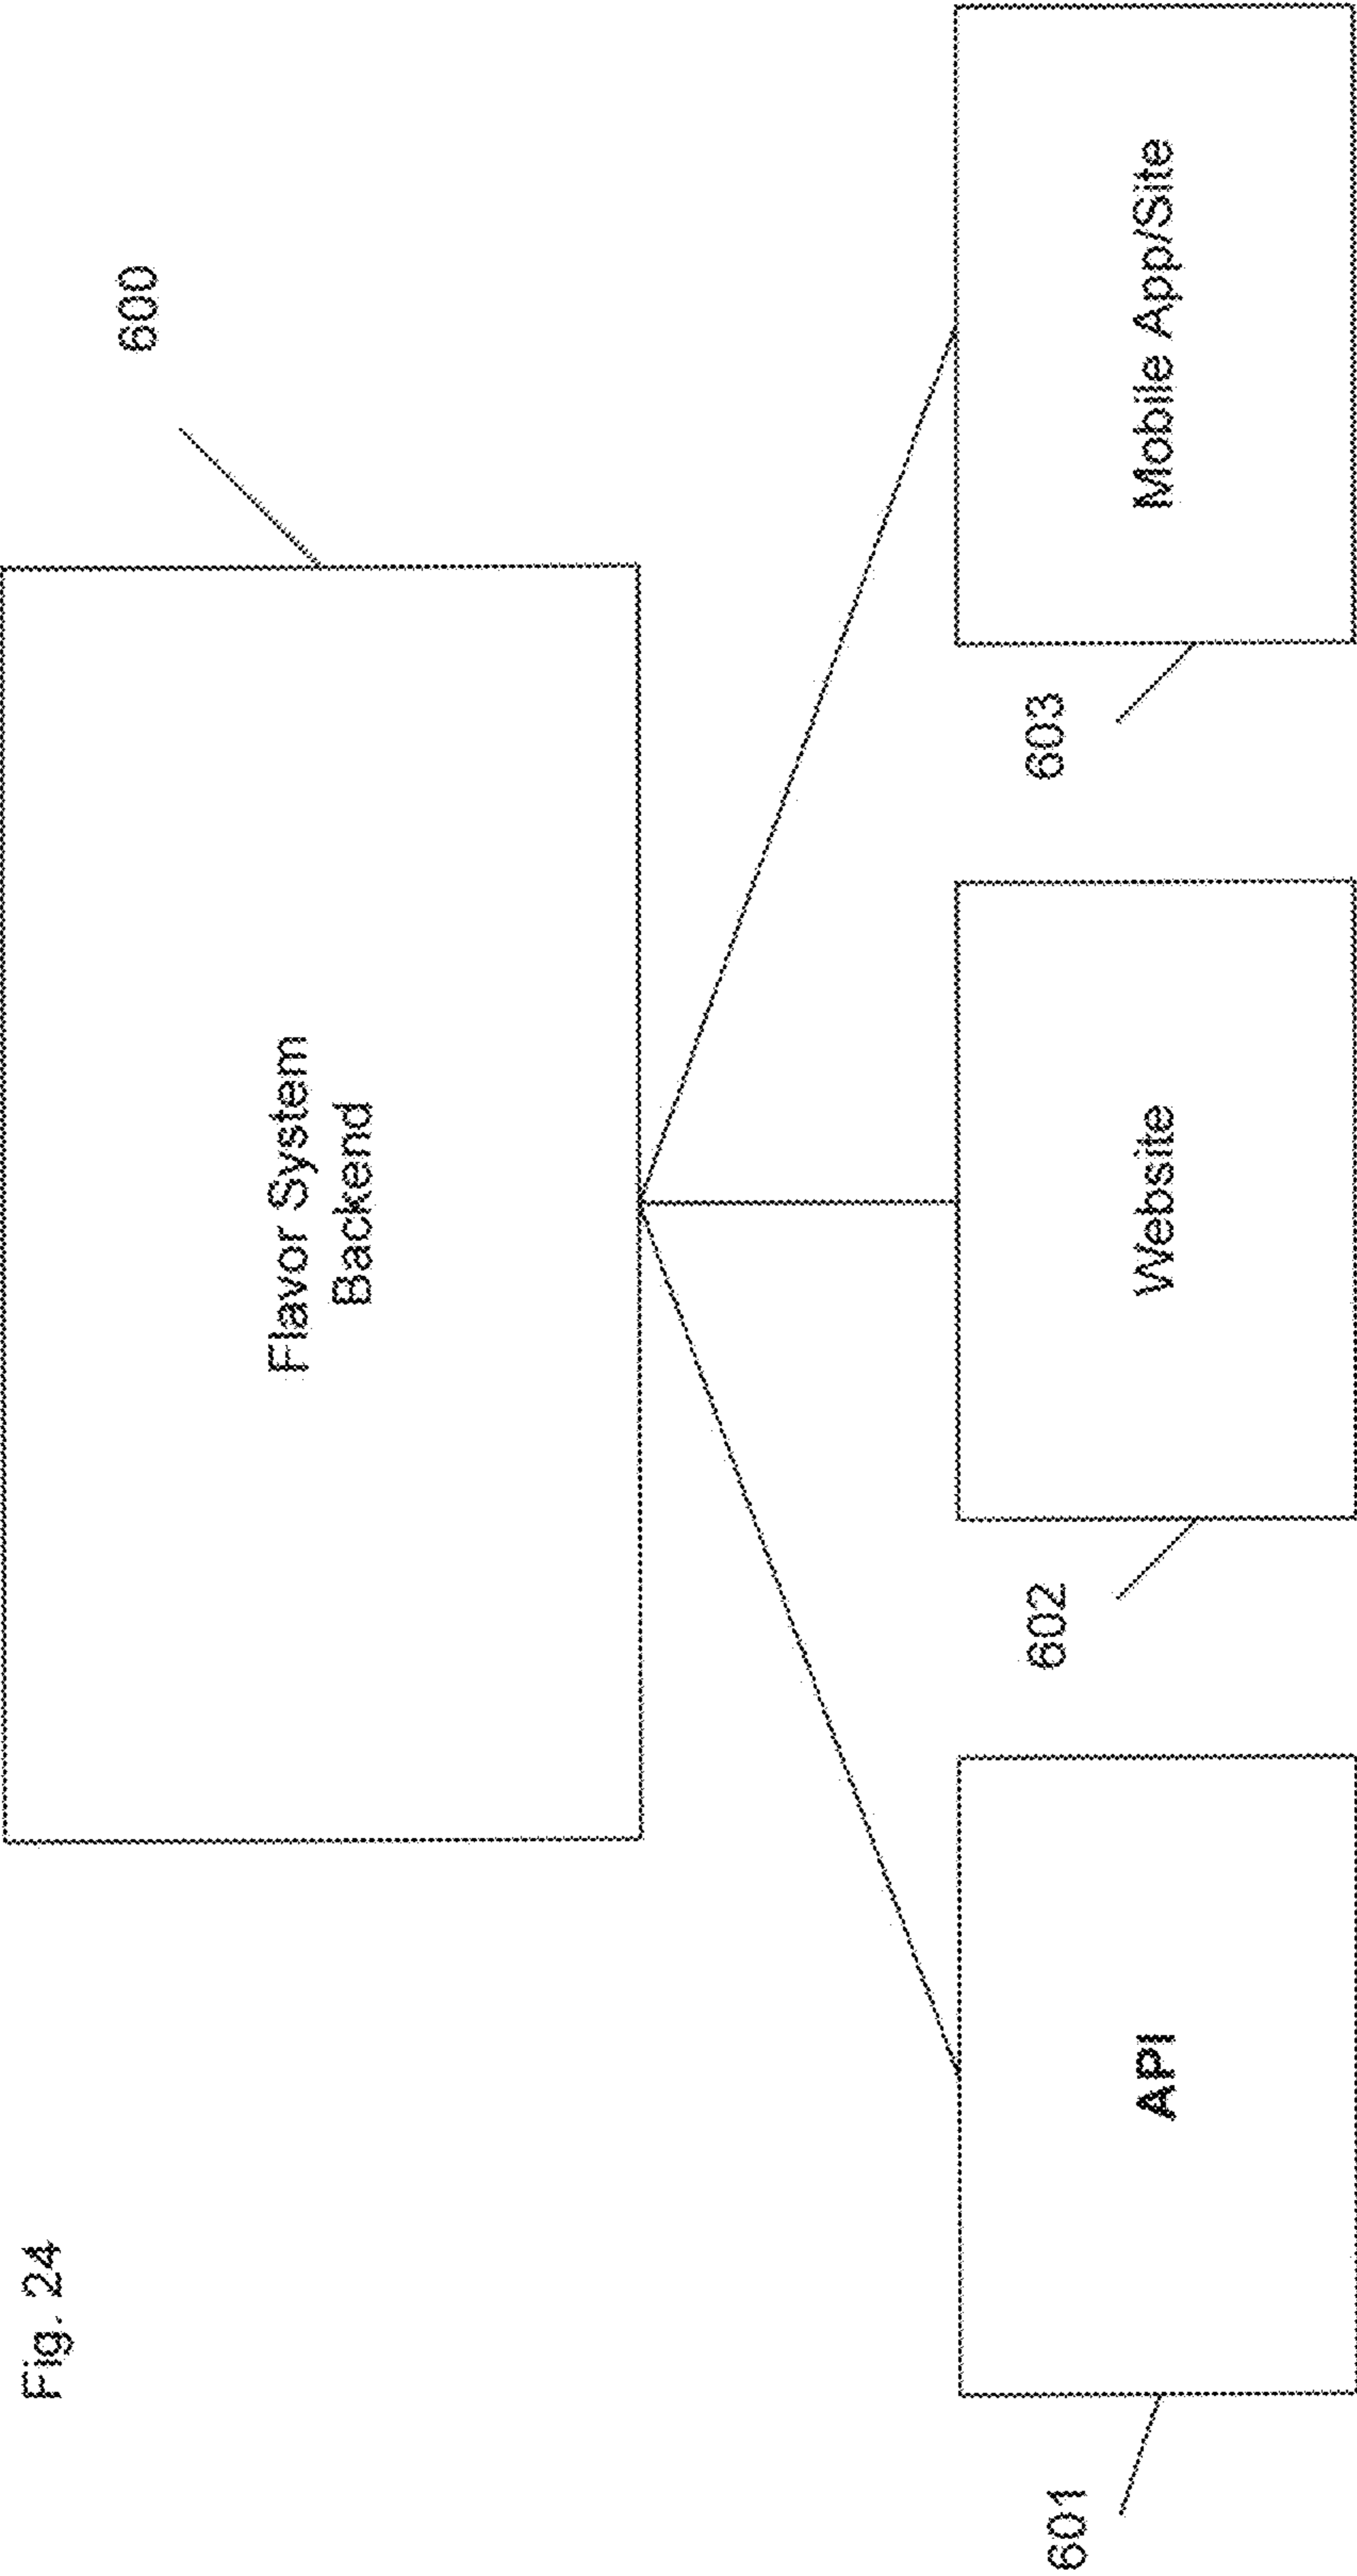 Fig. 24
600
Flavor System
Backend
601
API
602
Website
603
Mobile App/Site